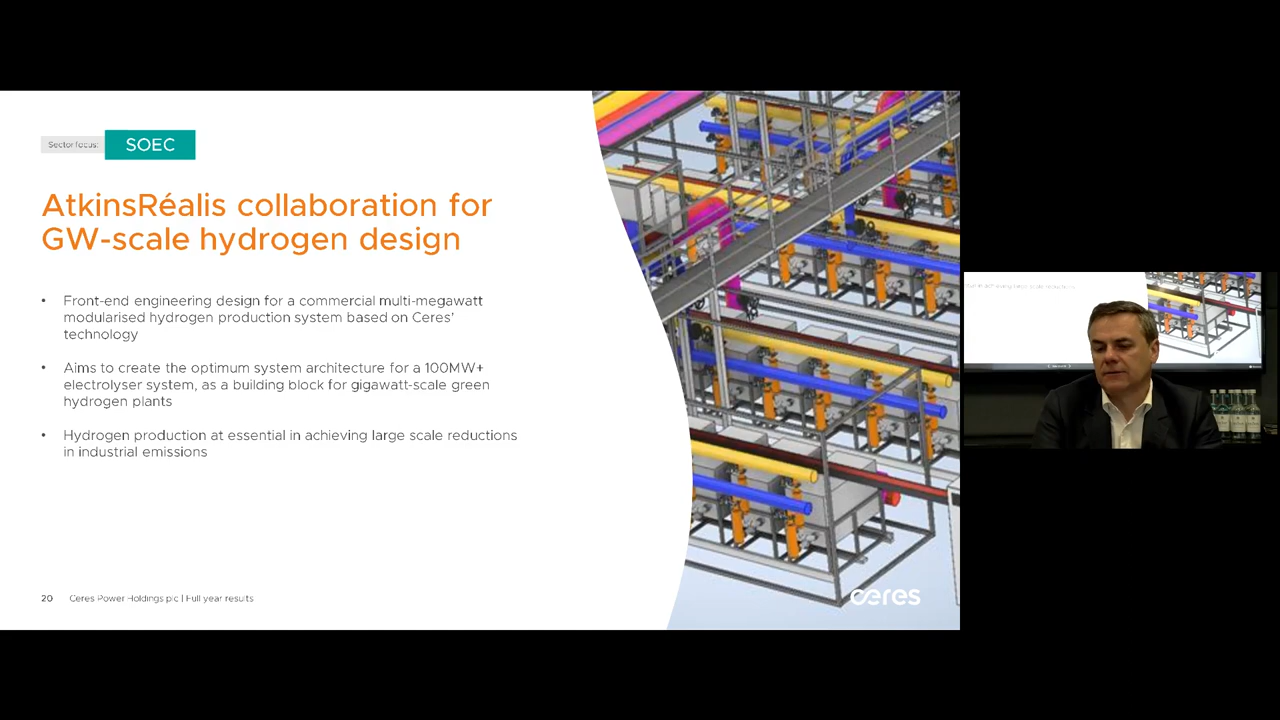 Sector focus:
SOEC
AtkinsRéalis collaboration for
GW-scale hydrogen design
• Front-end engineering design for a commercial multi-megawatt
modularised hydrogen production system based on Ceres'
technology
• Aims to create the optimum system architecture for a 100MW+
electrolyser system, as a building block for gigawatt-scale green
hydrogen plants
• Hydrogen production at essential in achieving large scale reductions
in industrial emissions
20 Ceres Power Holdings plc | Full year results
ceres